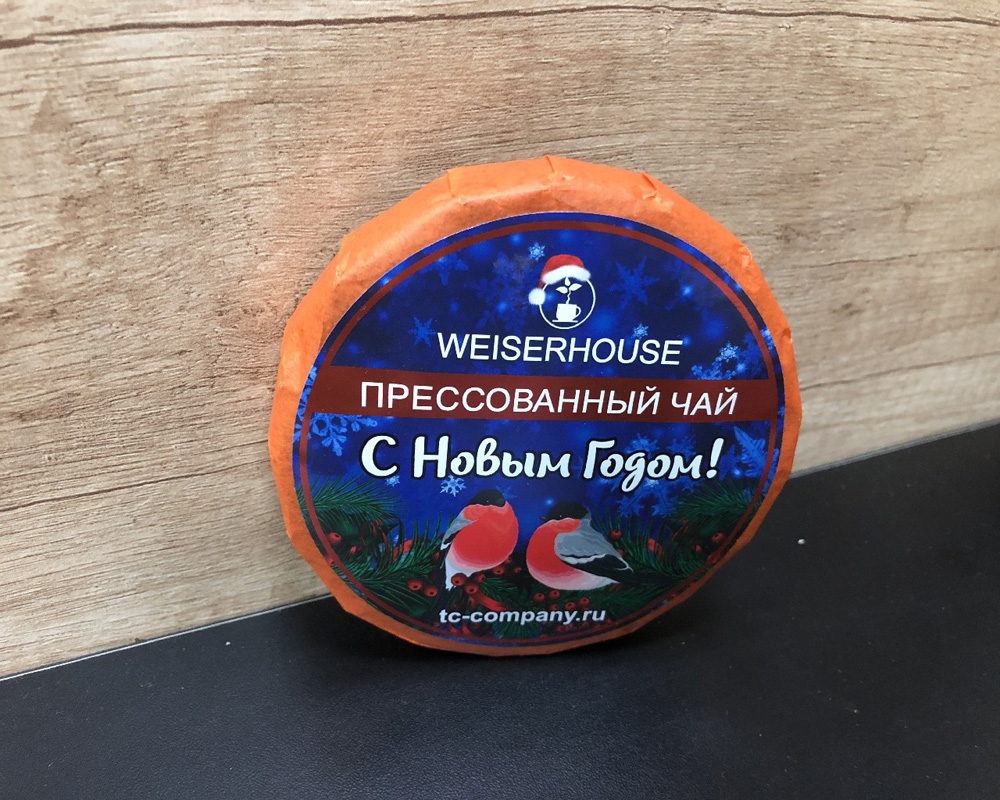 WEISERHOUSE
ПРЕССОВАННЫЙ ЧАЙ
С Новым Годом!
tc-company.ru